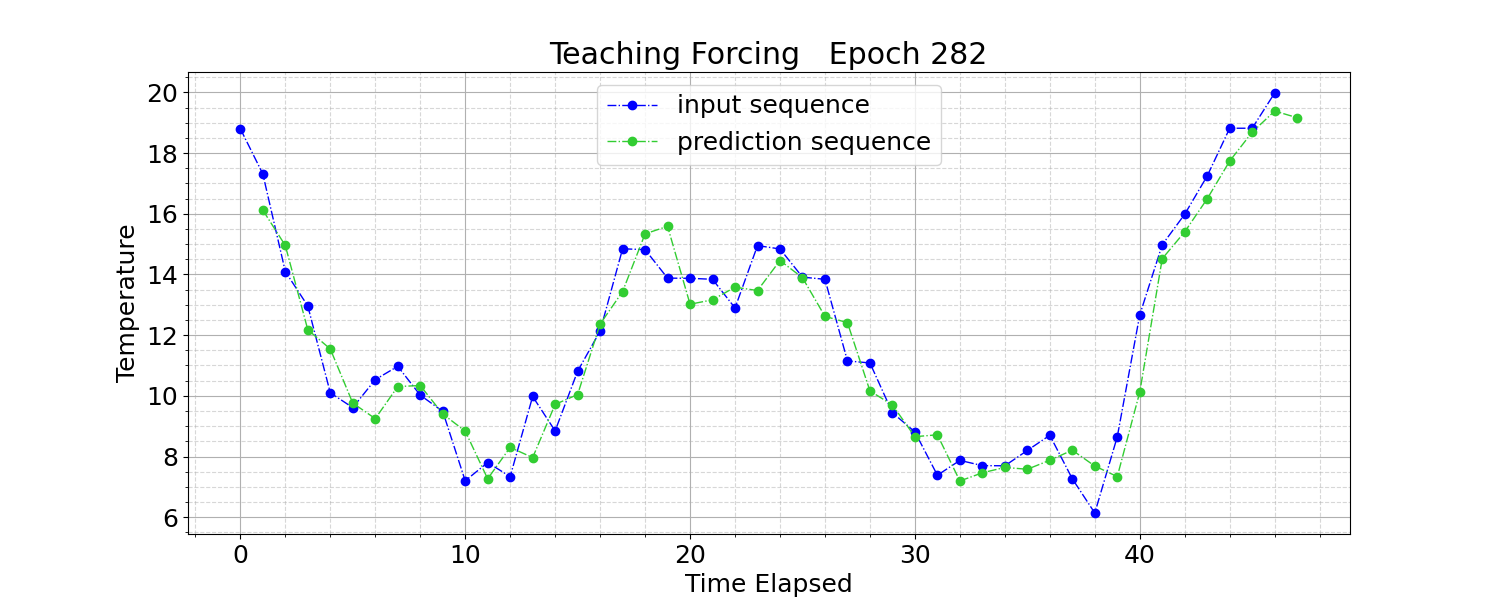 Teaching Forcing   Epoch 282
input sequence
prediction sequence
Temperature
20
18
16
14
12
10
8
6
0 10 20 30 40
Time Elapsed